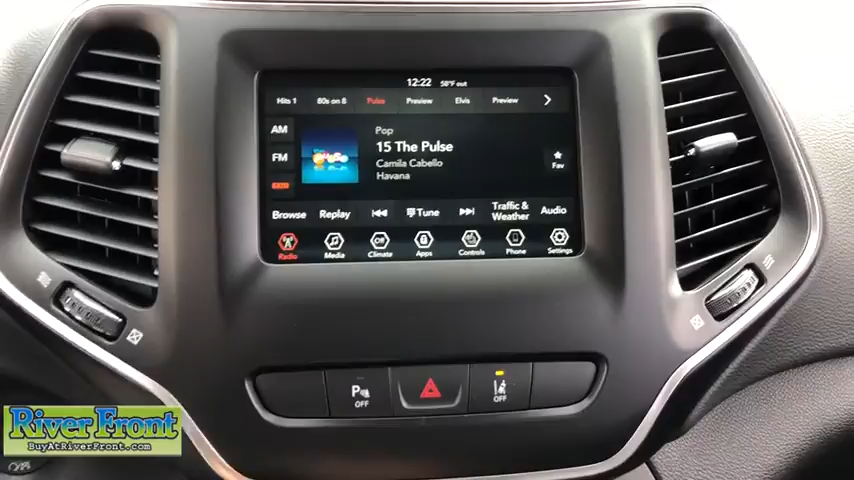 12:22 58°F out
Hits 1 80s on 8 Pulse Preview Elvis Preview
AM
FM
Pop
15 The Pulse
Camila Cabello
Havana
Fav
Browse Replay Tune Traffic & Weather Audio
Radio Media Off Climate Apps Controls Phone Settings
P OFF
OFF
River Front
BuyAtRiverFront.com